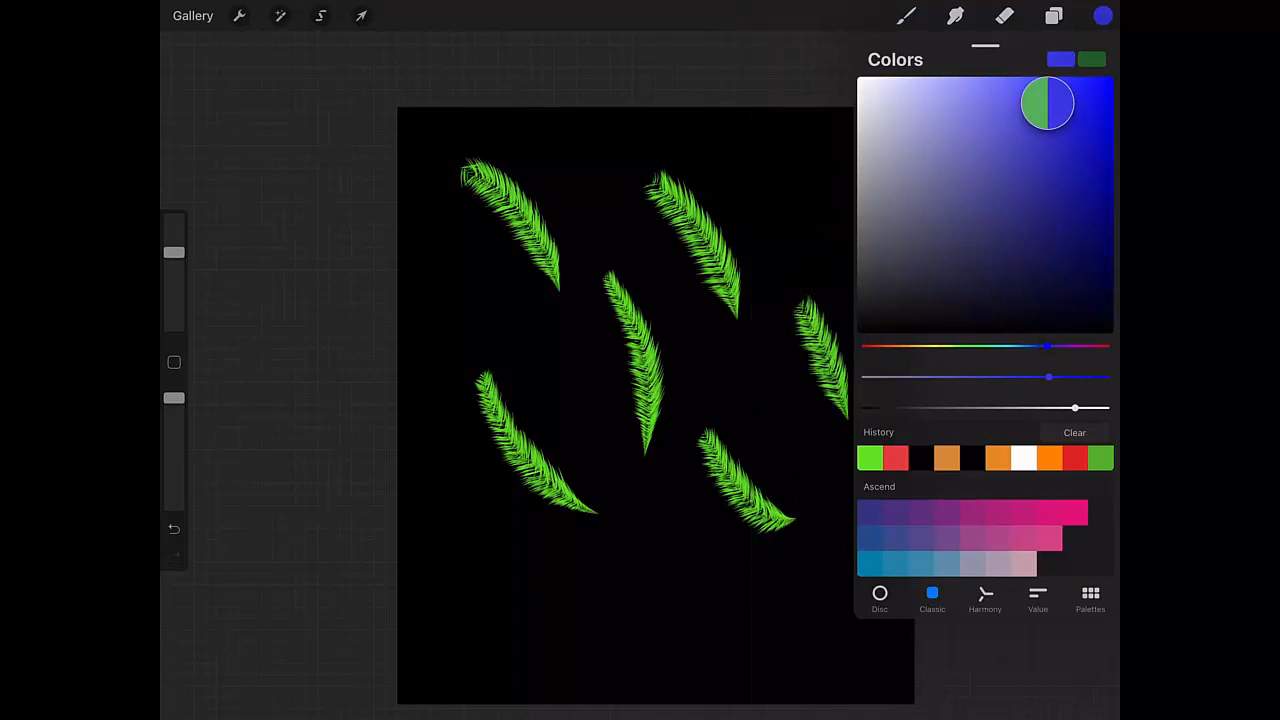 Gallery
Colors
History
Clear
Ascend
Disc
Classic
Harmony
Value
Palettes